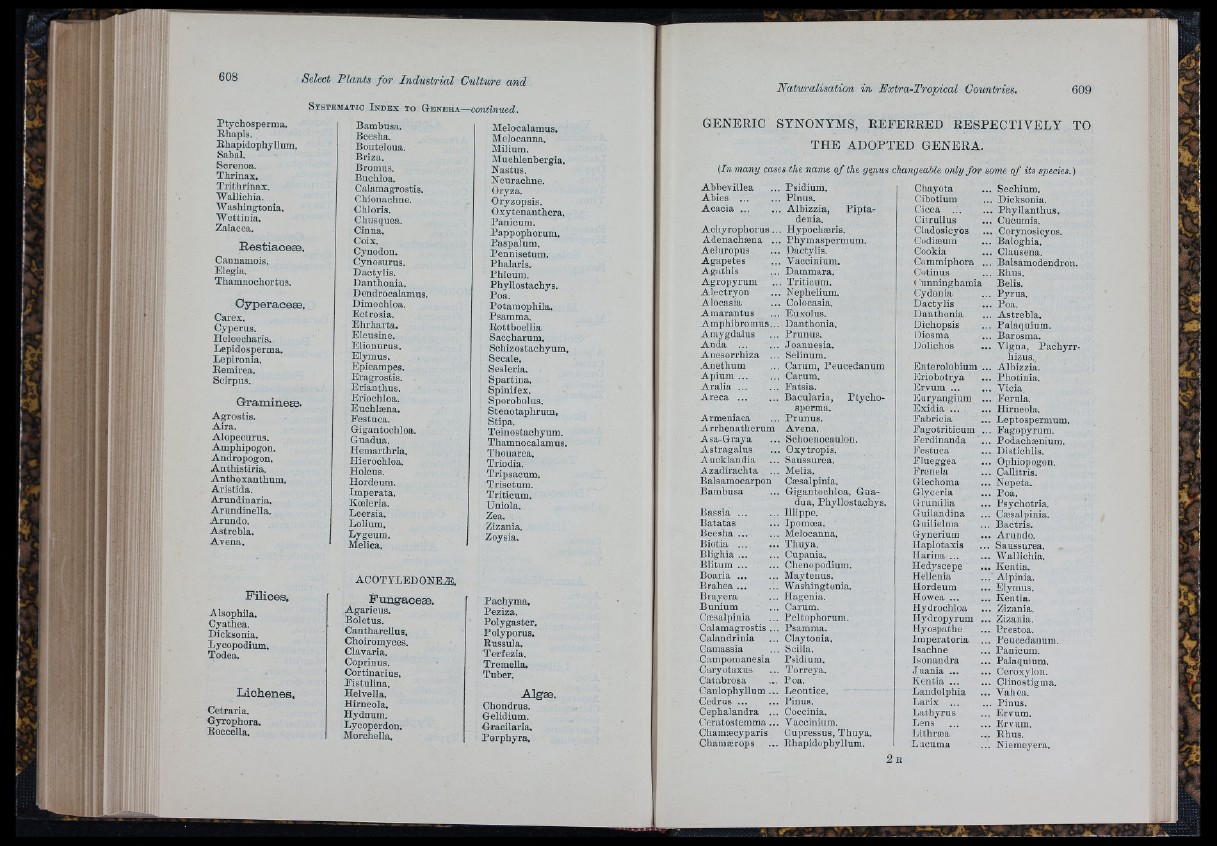 608
Select Plants for Industrial Culture and
SYSTEMATIC INDEX TO GENERA—continued.
Ptychosperma.
Rhapis.
Rhapidophyllum.
Sabal.
Serenoa.
Thrinax.
Trithrinax.
Wallichia.
Washingtonia.
Wettinia.
Zalacca.
Restiaceæ.
Cannamois.
Elegia.
Thamnochortus.
Cyperaceæ.
Carex.
Cyperus.
Heleocharis.
Lepidosperma.
Lepironia.
Remirea.
Scirpus.
Gramineæ.
Agrostis.
Aira.
Alopecurus.
Amphipogon.
Andropogon.
Anthistiria.
Anthoxanthum.
Aristida.
Arundinaria.
Arundinella.
Arundo.
Astrebla.
Avena.
Bambusa.
Beesha.
Bouteloua.
Briza.
Bromus.
Buchloa.
Calamagrostis.
Chionachne.
Chloris.
Chusquea.
Cinna.
Coix.
Cynodon.
Cynosurus.
Dactylis.
Danthonia.
Dendrocalamus.
Dimochloa.
Ectrosia.
Ehrharta.
Eleusine.
Elionurus.
Elymus.
Epicampes.
Eragrostis.
Erianthus.
Eriochloa.
Euchlæna.
Festuca.
Gigantochloa.
Guadua.
Hemarthria.
Hierochloa.
Holcus.
Hordeum.
Imperata.
Kœleria.
Leersia.
Lolium.
Lygeum.
Melica.
Melocalamus.
Melocanna.
Milium.
Muehlenbergia.
Nastus.
Neurachne.
Oryza.
Oryzopsis.
Oxytenanthera.
Panicum.
Pappophorum.
Paspalum.
Pennisetum.
Phalaris.
Phleum.
Phyllostachys.
Poa.
Potamophila.
Psamma.
Rottboellia
Saccharum.
Schizostachyum.
Secale.
Sesleria.
Spartina.
Spinifex.
Sporobolus.
Stenotaphrum.
Stipa.
Teinostachyum.
Thamnocalamus.
Thouarea.
Triodia.
Tripsacum.
Trisetum.
Triticum.
Uniola.
Zea.
Zizania.
Zoysia.
ACOTYLEDONEÆ.
Filices.
Alsophila.
Cyathea.
Dicksonia.
Lycopodium.
Todea.
Lichenes.
Cetraria.
Gyrophora.
Roccella.
Fungaceæ.
Agaricus.
Boletus.
Cantharellus.
Choiromyces.
Clavaria.
Coprinus.
Cortinarius.
Fistulina.
Helvella.
Hirneola.
Hydnum.
Lycoperdon.
Morchella.
Pachyma.
Peziza.
Polygaster.
Polyporus.
Russula.
Terfezia.
Tremella.
Tuber.
Algæ.
Chondrus.
Gelidium.
Gracilaria.
Porphyra.
Naturalisation in Extra-Tropical Countries.
609
GENERIC SYNONYMS, REFERRED RESPECTIVELY TO
THE ADOPTED GENERA.
(In many cases the name of the genus changeable only for some of its species.)
Abbevillea ... Psidium.
Abies ... ... Pinus.
Acacia ... ... Albizzia, Pipta-
denia.
Achyrophorus... Hypochæris.
Adenachæna ... Phymaspermum.
Aeluropus ... Dactylis.
Agapetes ... Vaccinium.
Agathis ... Dammara.
Agropyrum ... Triticum.
Alectryon ... Nephelium.
Alocasia ... Colocasia.
Amarantus ... Euxolus.
Amphibromus... Danthonia.
Amygdalus ... Prunus.
Anda ... ... Joannesia.
Anesorrhiza ... Selinum.
Anethum ... Carum, Peucedanum
Apium ... ... Carum.
Aralia ... ... Fatsia.
Areca ... ... Bacularia, Ptycho-
sperma.
Armeniaca ... Prunus.
Arrhenatherum Avena.
Asa-Graya ... Schoenocaulon.
Astragalus ... Oxytropis.
Aucklandia ... Saussurea.
Azadirachta ... Melia.
Balsamocarpon Cæsalpinia.
Bambusa ... Gigantochloa, Gua-
dua, Phyllostachys.
Bassia ... ... Illippe.
Batatas ... Ipomœa.
Beesha ... ... Melocanna.
Biotia ... ... Thuya.
Blighia ... ... Cupania.
Blitum ... ... Chenopodium.
Boaria ... ... Maytenus.
Brahea ... ... Washingtonia.
Brayera ... Hagenia.
Bunium ... Carum.
Cæsalpinia ... Peltophorum.
Calamagrostis ... Psamma.
Calandrinia ... Claytonia.
Camassia ... Scilla.
Campomanesia Psidium.
Caryotaxus ... Torreya.
Catabrosa ... Poa.
Caulophyllum ... Leontice.
Cedrus ... ... Pinus.
Cephalandra ... Coccinia.
Ceratostemma ... Vaccinium.
Chamæcyparis Cupressus, Thuya.
Chamærops ... Rhapidophyllum.
Chayota ... Sechium.
Cibotium ... Dicksonia.
Cicca ... ... Phyllanthus.
Citrullus ... Cucumis.
Cladosicyos ... Corynosicyos.
Codiæum ... Baloghia.
Cookia ... Clausena.
Commiphora ... Balsamodendron.
Cotinus ... Rhus.
Cunninghamia Belis.
Cydonia ... Pyrus.
Dactylis ... Poa.
Danthonia ... Astrebla.
Dichopsis ... Palaquium.
Diosma ... Barosma.
Dolichos ... Vigna, Pachyrr-
hizus.
Enterolobium ... Albizzia.
Eriobotrya ... Photinia.
Ervum ... ... Vicia
Euryangium ... Ferula.
Exidia ... ... Hirneola.
Fabricia ... Leptospermum.
Fagotriticum ... Fagopyrum.
Ferdinanda ... Podachænium.
Festuca ... Distichlis.
Flueggea ... Ophiopogon.
Frenela ... Callitris.
Glechoma ... Nepeta.
Glyceria ... Poa.
Grumilia ... Psychotria.
Guilandina ... Cæsalpinia.
Guilielma ... Bactris.
Gynerium ... Arundo.
Haplotaxis ... Saussurea.
Harina ... ... Wallichia.
Hedyscepe ... Kentia.
Hellenia ... Alpinia.
Hordeum ... Elymus.
Howea ... ... Kentia.
Hydrochloa ... Zizania.
Hydropyrum ... Zizania.
Hyospathe ... Prestoa.
Imperatoria ... Peucedanum.
Isachne ... Panicum.
Isonandra ... Palaquium.
Juania ... ... Ceroxylon.
Kentia ... ... Clinostigma.
Landolphia ... Vahea.
Larix ... ... Pinus.
Lathyrus ... Ervum.
Lens ... Ervum.
Lithræa ... Rhus.
Lucuma ... Niemeyera.
2 R